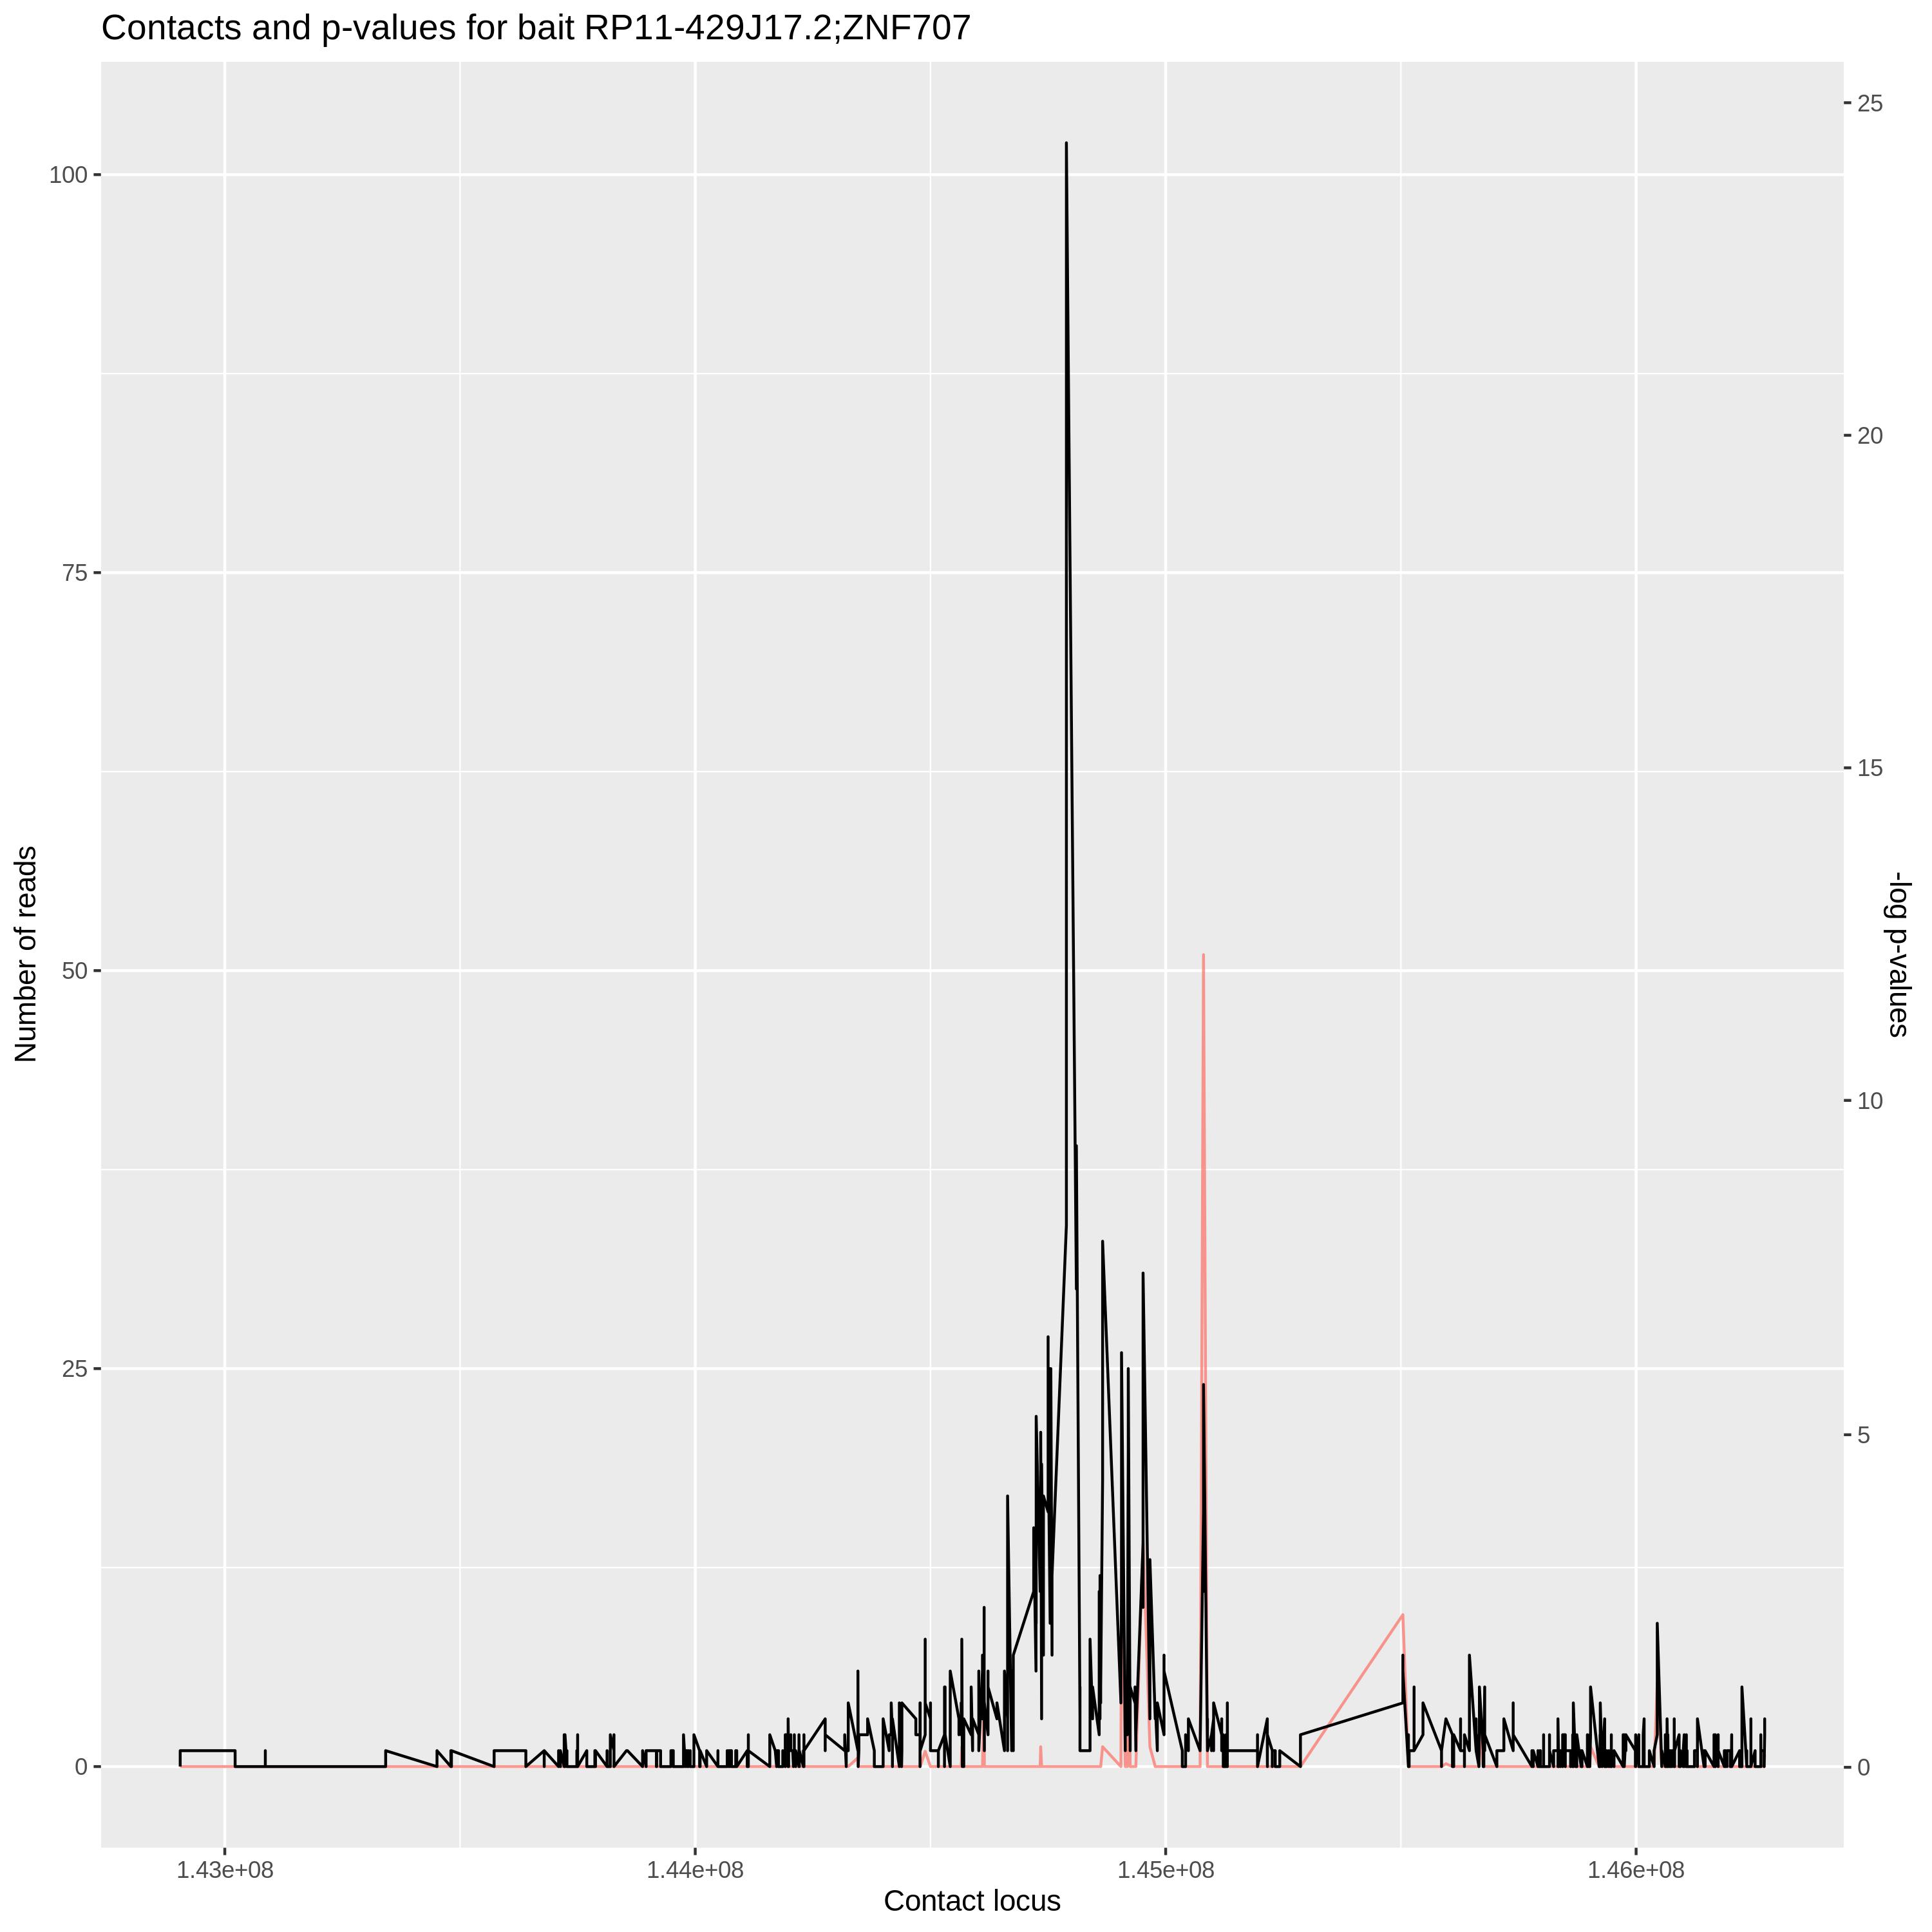 Contacts and p-values for bait RP11-429J17.2;ZNF707
100
75
50
25
0
Number of reads
25
20
15
10
5
0
-log p-values
1.43e+08 1.44e+08 1.45e+08 1.46e+08
Contact locus